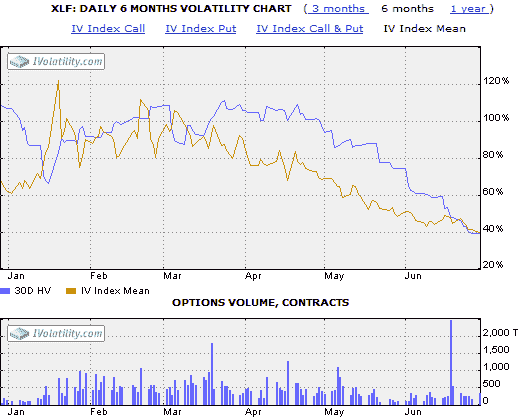 XLF: DAILY 6 MONTHS VOLATILITY CHART ( 3 months 6 months 1 year )
IV Index Call IV Index Put IV Index Call & Put IV Index Mean
IVolatility.com
120%
100%
80%
60%
40%
20%
Jan Feb Mar Apr May Jun
30D HV IV Index Mean
OPTIONS VOLUME, CONTRACTS
IVolatility.com
2,000 T
1,500
1,000
500
0
Jan Feb Mar Apr May Jun